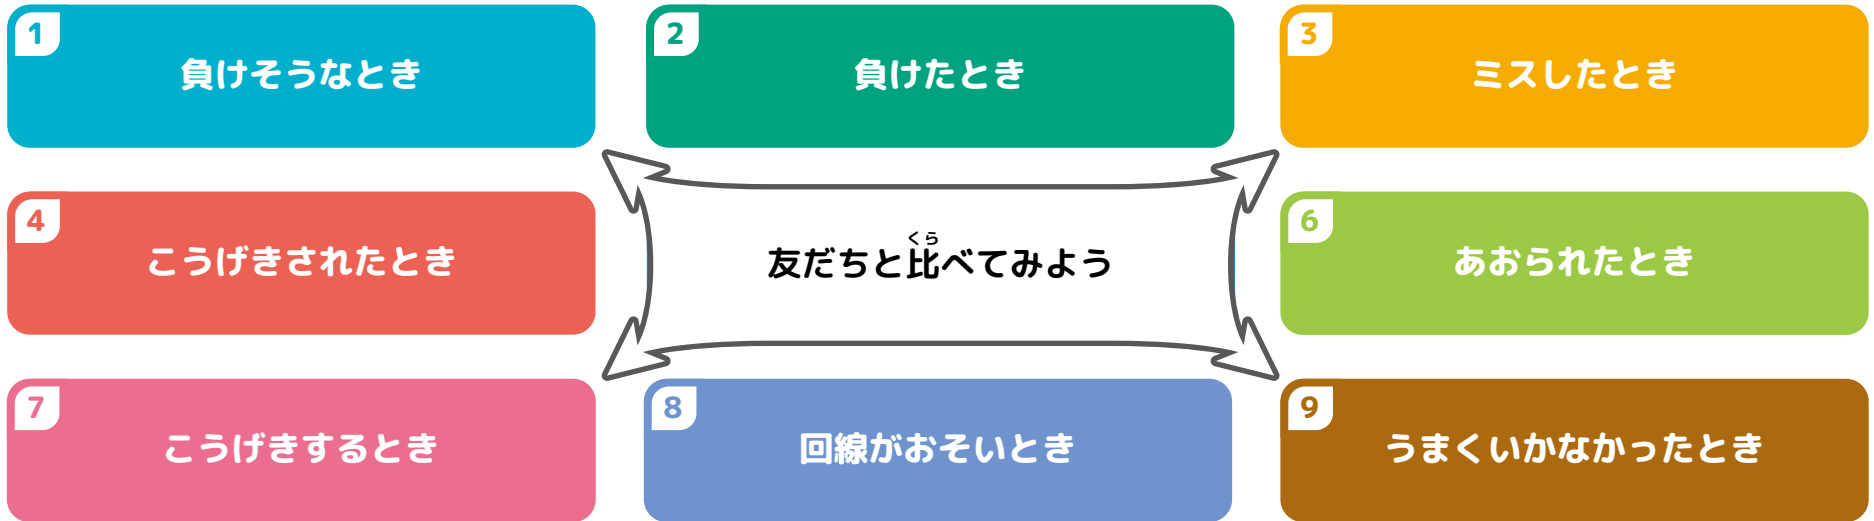 1
負けそうなとき
2
負けたとき
3
ミスしたとき
4
こうげきされたとき
くら
友だちと比べてみよう
6
あおられたとき
7
こうげきするとき
8
回線がおそいとき
9
うまくいかなかったとき